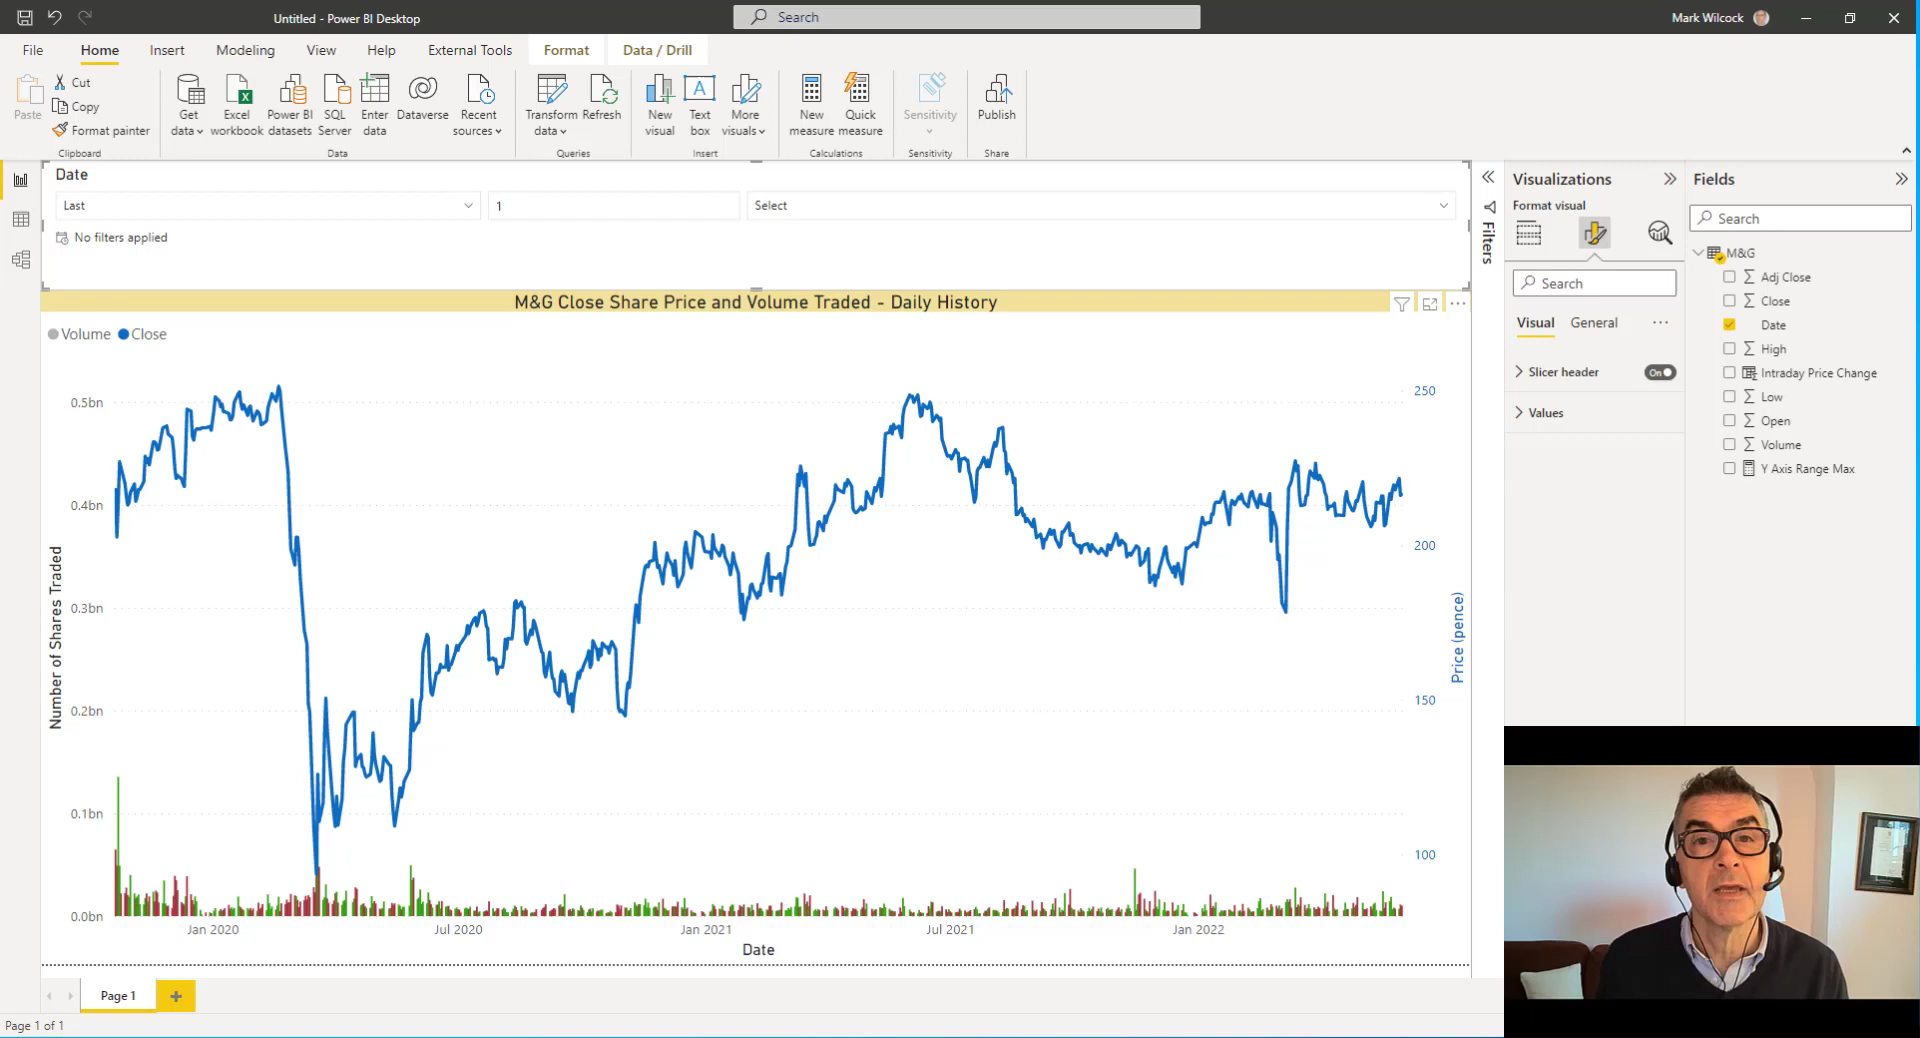 Untitled - Power BI Desktop
Search
Mark Wilcock
File Home Insert Modeling View Help External Tools Format Data / Drill
Paste
Cut
Copy
Format painter
Clipboard
Get data
Excel workbook
Power BI datasets
SQL Server
Enter data
Dataverse
Recent sources
Data
Transform data
Refresh
Queries
New visual
Text box
More visuals
Insert
New measure
Quick measure
Calculations
Sensitivity
Sensitivity
Publish
Share
Date
Last
1
Select
No filters applied
M&G Close Share Price and Volume Traded - Daily History
Volume Close
Number of Shares Traded
0.5bn
0.4bn
0.3bn
0.2bn
0.1bn
0.0bn
250
200
150
100
Price (pence)
Jan 2020 Jul 2020 Jan 2021 Jul 2021 Jan 2022
Date
Page 1
Page 1 of 1
Filters
Visualizations
Format visual
Search
Visual General
Slicer header On
Values
Fields
Search
M&G
Adj Close
Close
Date
High
Intraday Price Change
Low
Open
Volume
Y Axis Range Max